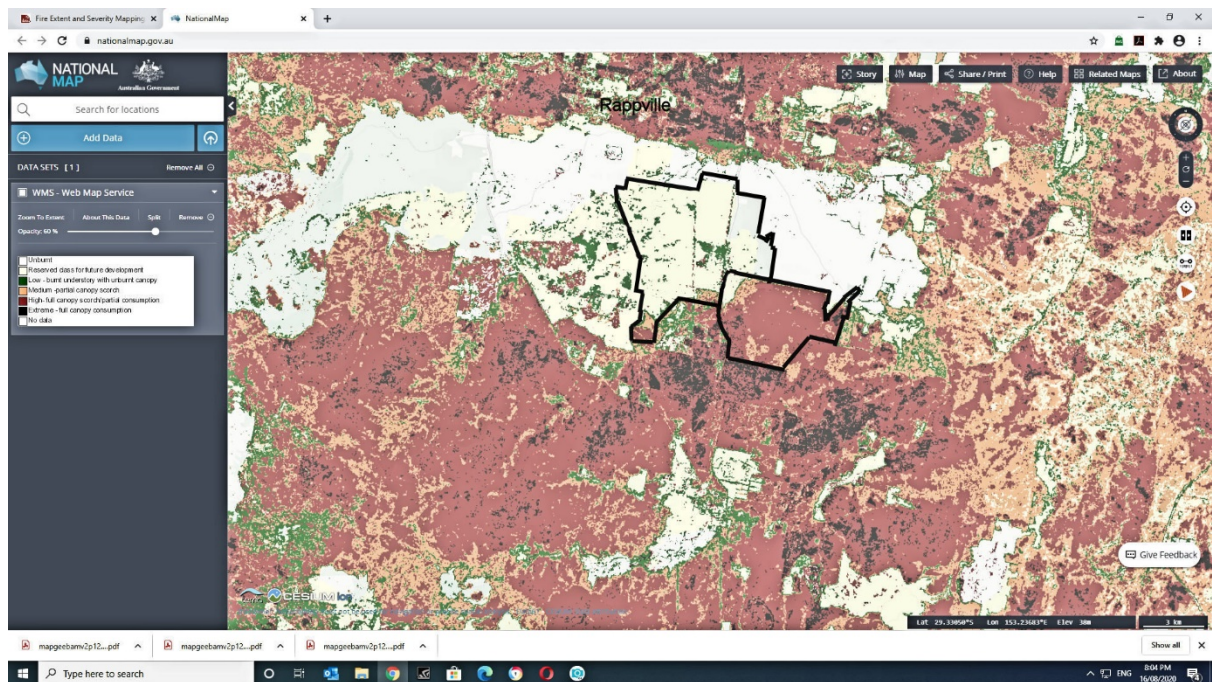 Fire Extent and Severity Mapping
NationalMap
nationalmap.gov.au
NATIONAL
MAP
Australian Government
Search for locations
Add Data
DATA SETS [1]
Remove All
WMS - Web Map Service
Zoom To Extent
About This Data
Split
Remove
Opacity: 60 %
Unburnt
Reserved class for future development
Low - burnt understory with unburnt canopy
Medium - partial canopy scorch
High - full canopy scorch/partial consumption
Extreme - full canopy consumption
No data
Story
Map
Share / Print
Help
Related Maps
About
Rappville
Give Feedback
CESIUM ion
Lat 29.33050°S Lon 153.23683°E Elev 38m
3 km
mapgeebamv2p12....pdf
mapgeebamv2p12....pdf
mapgeebamv2p12....pdf
Show all
Type here to search
ENG
8:04 PM
16/08/2020